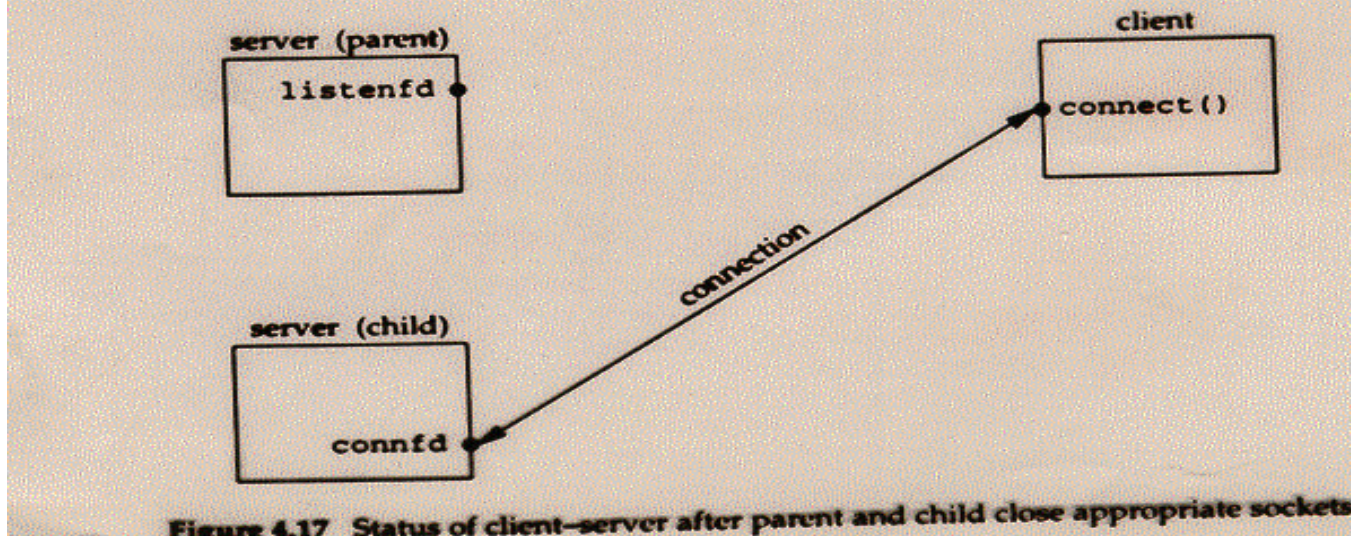 server (parent)
listenfd
client
connect()
connection
server (child)
connfd
Figure 4.17 Status of client–server after parent and child close appropriate sockets